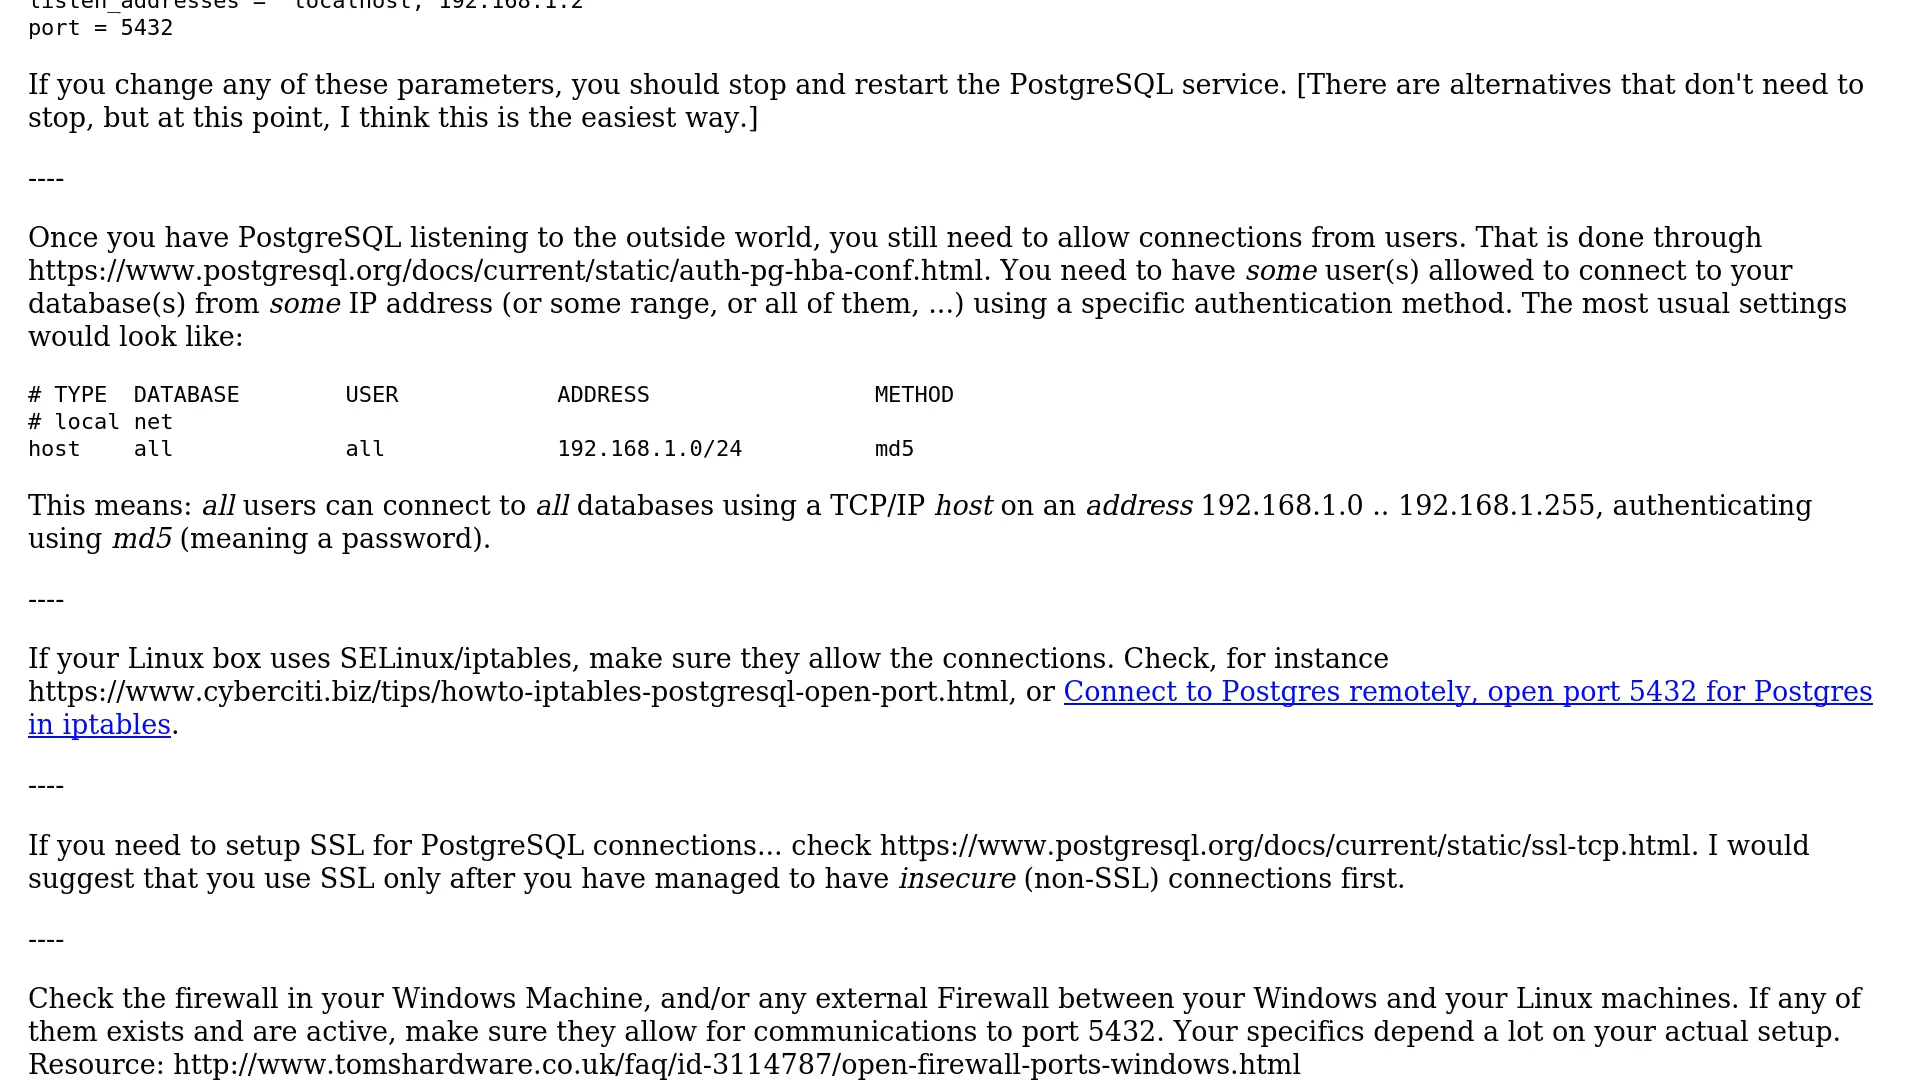 listen_addresses = 'localhost, 192.168.1.2'
port = 5432
If you change any of these parameters, you should stop and restart the PostgreSQL service. [There are alternatives that don't need to
stop, but at this point, I think this is the easiest way.]
----
Once you have PostgreSQL listening to the outside world, you still need to allow connections from users. That is done through
https://www.postgresql.org/docs/current/static/auth-pg-hba-conf.html. You need to have some user(s) allowed to connect to your
database(s) from some IP address (or some range, or all of them, ...) using a specific authentication method. The most usual settings
would look like:
# TYPE  DATABASE        USER            ADDRESS                 METHOD
# local net
host    all             all             192.168.1.0/24          md5
This means: all users can connect to all databases using a TCP/IP host on an address 192.168.1.0 .. 192.168.1.255, authenticating
using md5 (meaning a password).
----
If your Linux box uses SELinux/iptables, make sure they allow the connections. Check, for instance
https://www.cyberciti.biz/tips/howto-iptables-postgresql-open-port.html, or Connect to Postgres remotely, open port 5432 for Postgres
in iptables.
----
If you need to setup SSL for PostgreSQL connections... check https://www.postgresql.org/docs/current/static/ssl-tcp.html. I would
suggest that you use SSL only after you have managed to have insecure (non-SSL) connections first.
----
Check the firewall in your Windows Machine, and/or any external Firewall between your Windows and your Linux machines. If any of
them exists and are active, make sure they allow for communications to port 5432. Your specifics depend a lot on your actual setup.
Resource: http://www.tomshardware.co.uk/faq/id-3114787/open-firewall-ports-windows.html